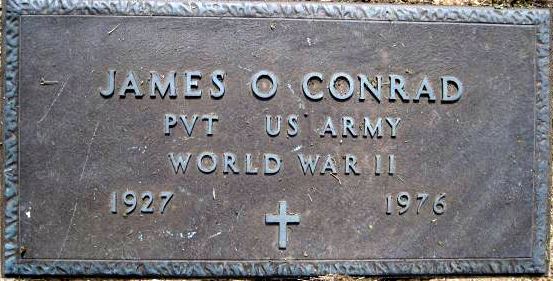 JAMES O CONRAD
PVT US ARMY
WORLD WAR II
1927 1976